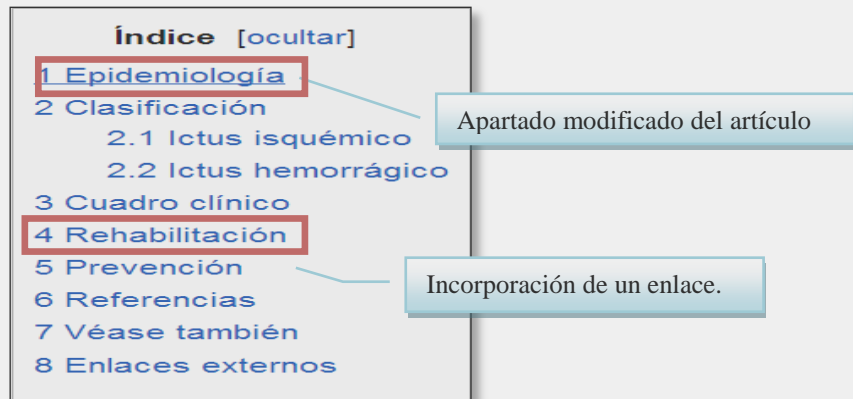 Índice [ocultar]
1 Epidemiología
2 Clasificación
2.1 Ictus isquémico
2.2 Ictus hemorrágico
3 Cuadro clínico
4 Rehabilitación
5 Prevención
6 Referencias
7 Véase también
8 Enlaces externos
Apartado modificado del artículo
Incorporación de un enlace.